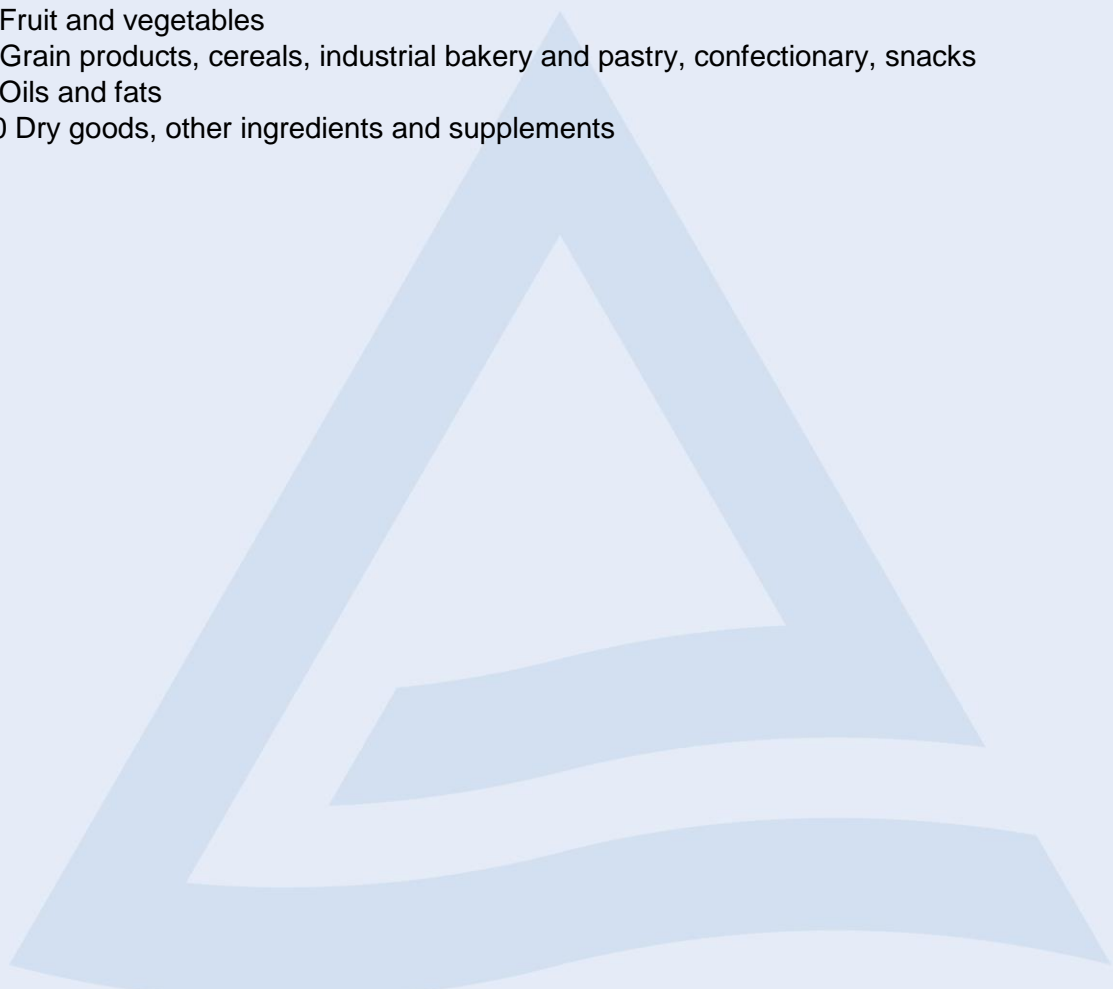 Fruit and vegetables
Grain products, cereals, industrial bakery and pastry, confectionary, snacks
Oils and fats
Dry goods, other ingredients and supplements